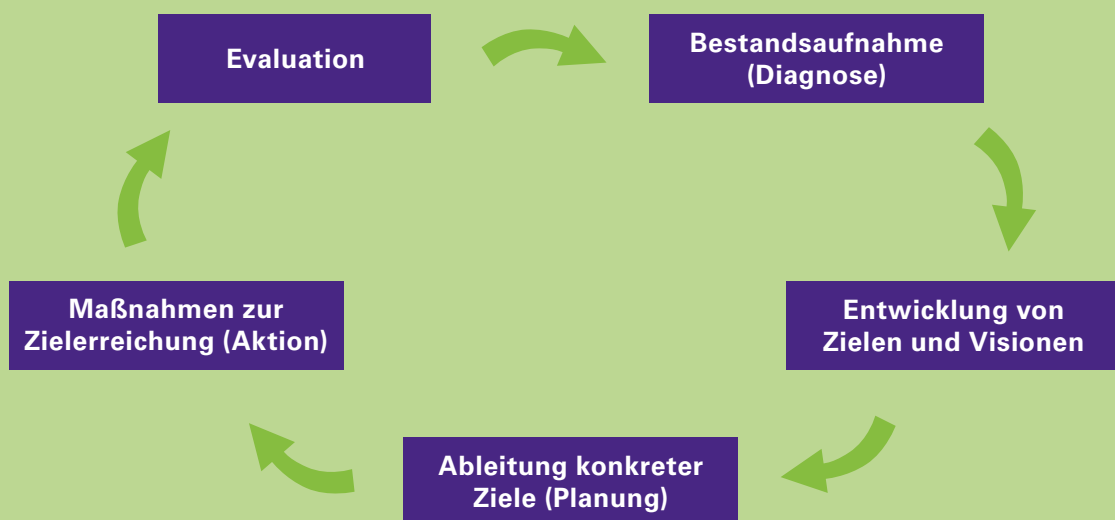 Evaluation
Bestandsaufnahme
(Diagnose)
Entwicklung von
Zielen und Visionen
Ableitung konkreter
Ziele (Planung)
Maßnahmen zur
Zielerreichung (Aktion)